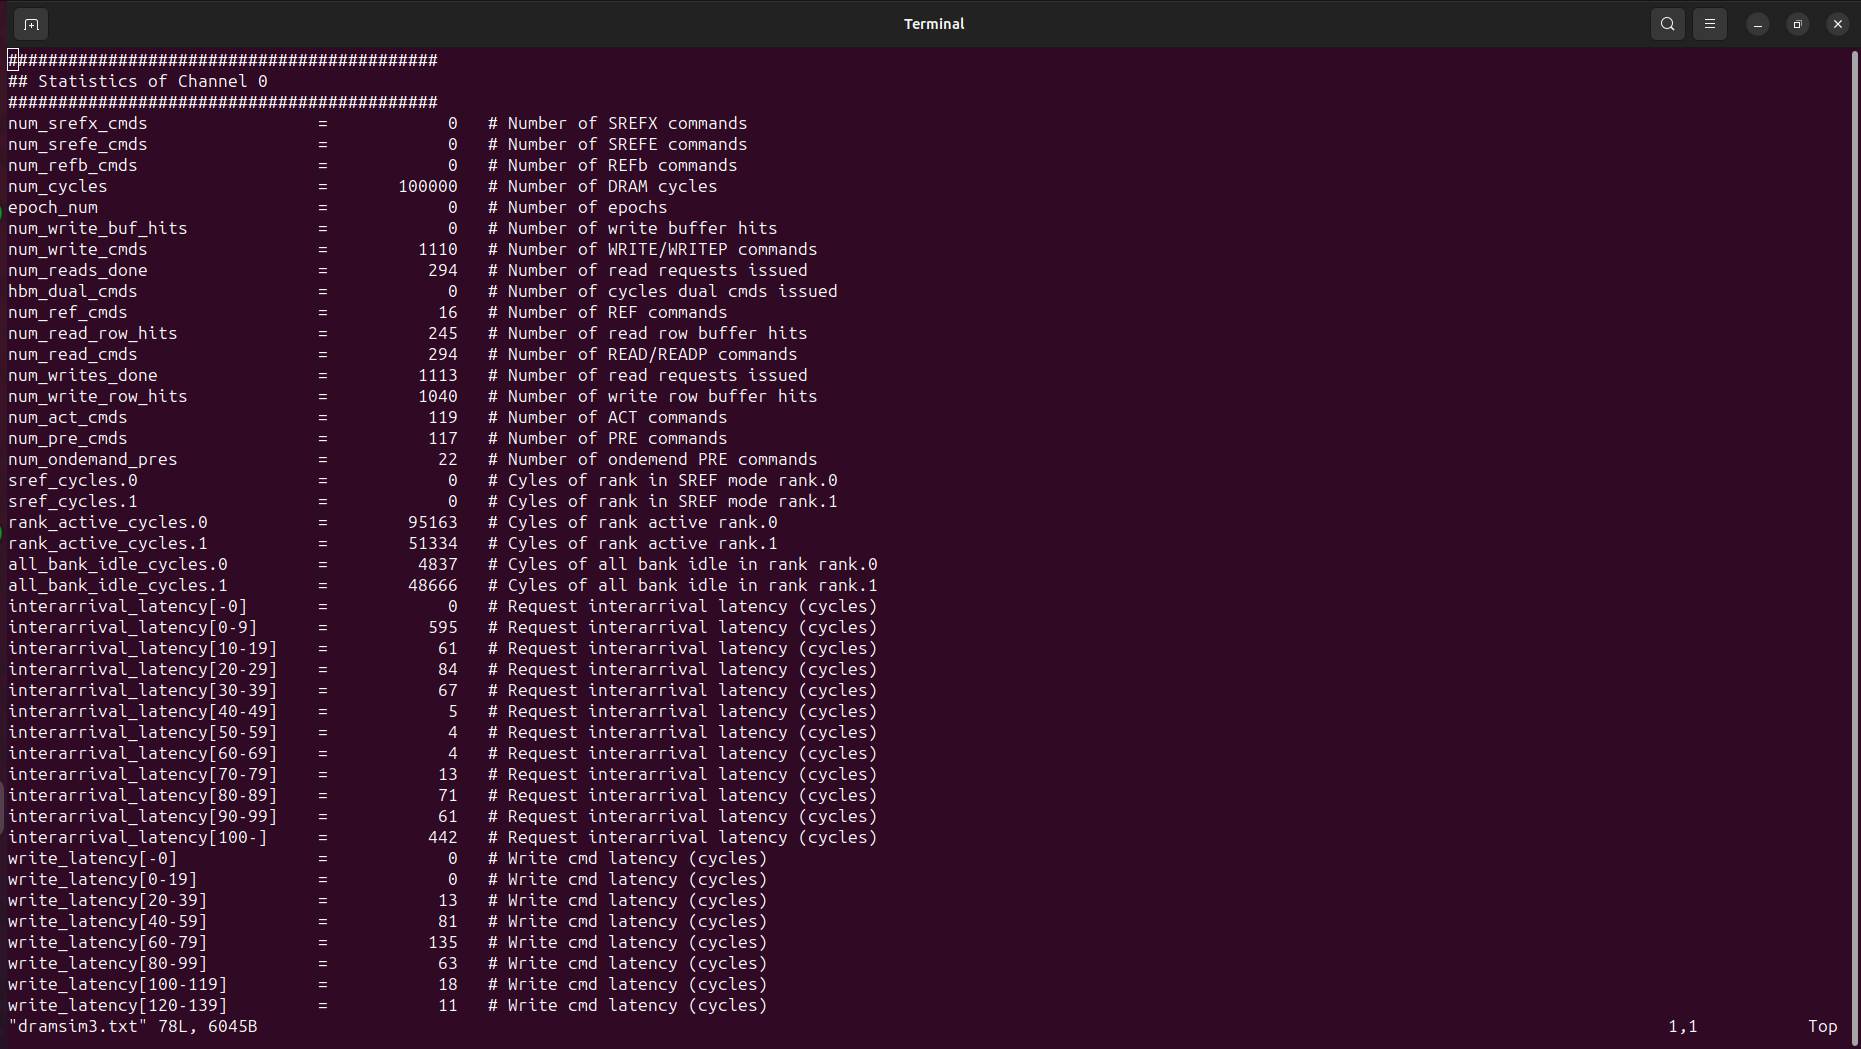 Terminal
###########################################
## Statistics of Channel 0
###########################################
num_srefx_cmds                 =            0   # Number of SREFX commands
num_srefe_cmds                 =            0   # Number of SREFE commands
num_refb_cmds                  =            0   # Number of REFb commands
num_cycles                     =       100000   # Number of DRAM cycles
epoch_num                      =            0   # Number of epochs
num_write_buf_hits             =            0   # Number of write buffer hits
num_write_cmds                 =         1110   # Number of WRITE/WRITEP commands
num_reads_done                 =          294   # Number of read requests issued
hbm_dual_cmds                  =            0   # Number of cycles dual cmds issued
num_ref_cmds                   =           16   # Number of REF commands
num_read_row_hits              =          245   # Number of read row buffer hits
num_read_cmds                  =          294   # Number of READ/READP commands
num_writes_done                =         1113   # Number of read requests issued
num_write_row_hits             =         1040   # Number of write row buffer hits
num_act_cmds                   =          119   # Number of ACT commands
num_pre_cmds                   =          117   # Number of PRE commands
num_ondemand_pres              =           22   # Number of ondemend PRE commands
sref_cycles.0                  =            0   # Cyles of rank in SREF mode rank.0
sref_cycles.1                  =            0   # Cyles of rank in SREF mode rank.1
rank_active_cycles.0           =        95163   # Cyles of rank active rank.0
rank_active_cycles.1           =        51334   # Cyles of rank active rank.1
all_bank_idle_cycles.0         =         4837   # Cyles of all bank idle in rank rank.0
all_bank_idle_cycles.1         =        48666   # Cyles of all bank idle in rank rank.1
interarrival_latency[-0]       =            0   # Request interarrival latency (cycles)
interarrival_latency[0-9]      =          595   # Request interarrival latency (cycles)
interarrival_latency[10-19]    =           61   # Request interarrival latency (cycles)
interarrival_latency[20-29]    =           84   # Request interarrival latency (cycles)
interarrival_latency[30-39]    =           67   # Request interarrival latency (cycles)
interarrival_latency[40-49]    =            5   # Request interarrival latency (cycles)
interarrival_latency[50-59]    =            4   # Request interarrival latency (cycles)
interarrival_latency[60-69]    =            4   # Request interarrival latency (cycles)
interarrival_latency[70-79]    =           13   # Request interarrival latency (cycles)
interarrival_latency[80-89]    =           71   # Request interarrival latency (cycles)
interarrival_latency[90-99]    =           61   # Request interarrival latency (cycles)
interarrival_latency[100-]     =          442   # Request interarrival latency (cycles)
write_latency[-0]              =            0   # Write cmd latency (cycles)
write_latency[0-19]            =            0   # Write cmd latency (cycles)
write_latency[20-39]           =           13   # Write cmd latency (cycles)
write_latency[40-59]           =           81   # Write cmd latency (cycles)
write_latency[60-79]           =          135   # Write cmd latency (cycles)
write_latency[80-99]           =           63   # Write cmd latency (cycles)
write_latency[100-119]         =           18   # Write cmd latency (cycles)
write_latency[120-139]         =           11   # Write cmd latency (cycles)
"dramsim3.txt" 78L, 6045B 1,1 Top